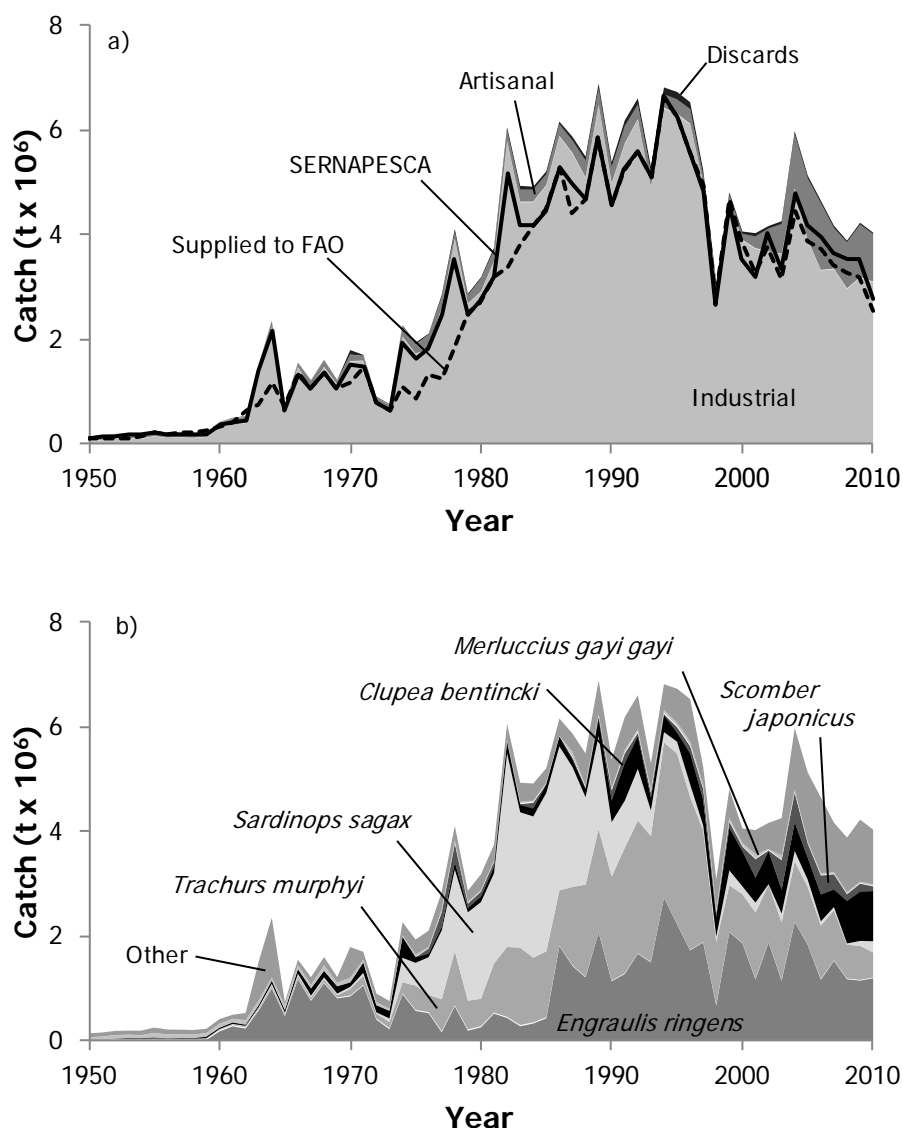 a)
8
6
4
2
0
Catch (t x 10⁶)
Discards
Artisanal
SERNAPESCA
Supplied to FAO
Industrial
1950 1960 1970 1980 1990 2000 2010
Year
b)
8
6
4
2
0
Catch (t x 10⁶)
Merluccius gayi gayi
Clupea bentincki
Scomber
japonicus
Sardinops sagax
Trachurs murphyi
Other
Engraulis ringens
1950 1960 1970 1980 1990 2000 2010
Year